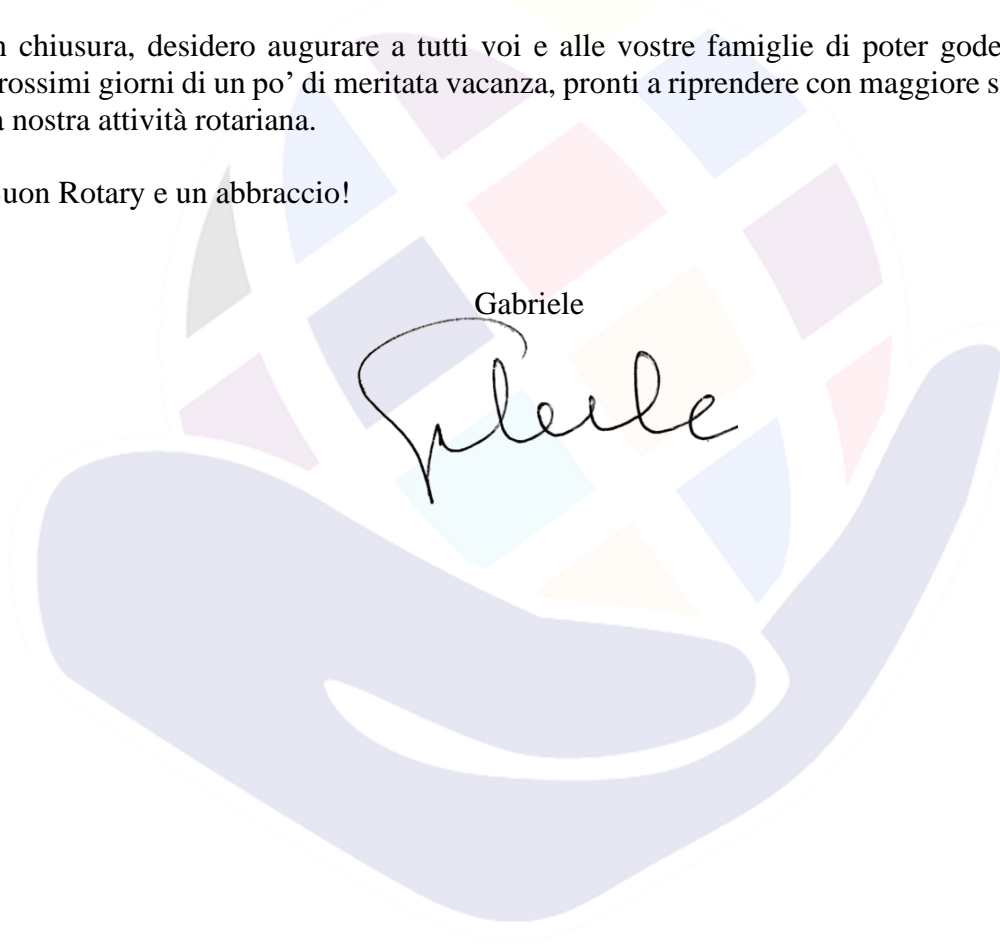 n chiusura, desidero augurare a tutti voi e alle vostre famiglie di poter gode
rossimi giorni di un po’ di meritata vacanza, pronti a riprendere con maggiore s
a nostra attività rotariana.
uon Rotary e un abbraccio!
Gabriele
Gabriele